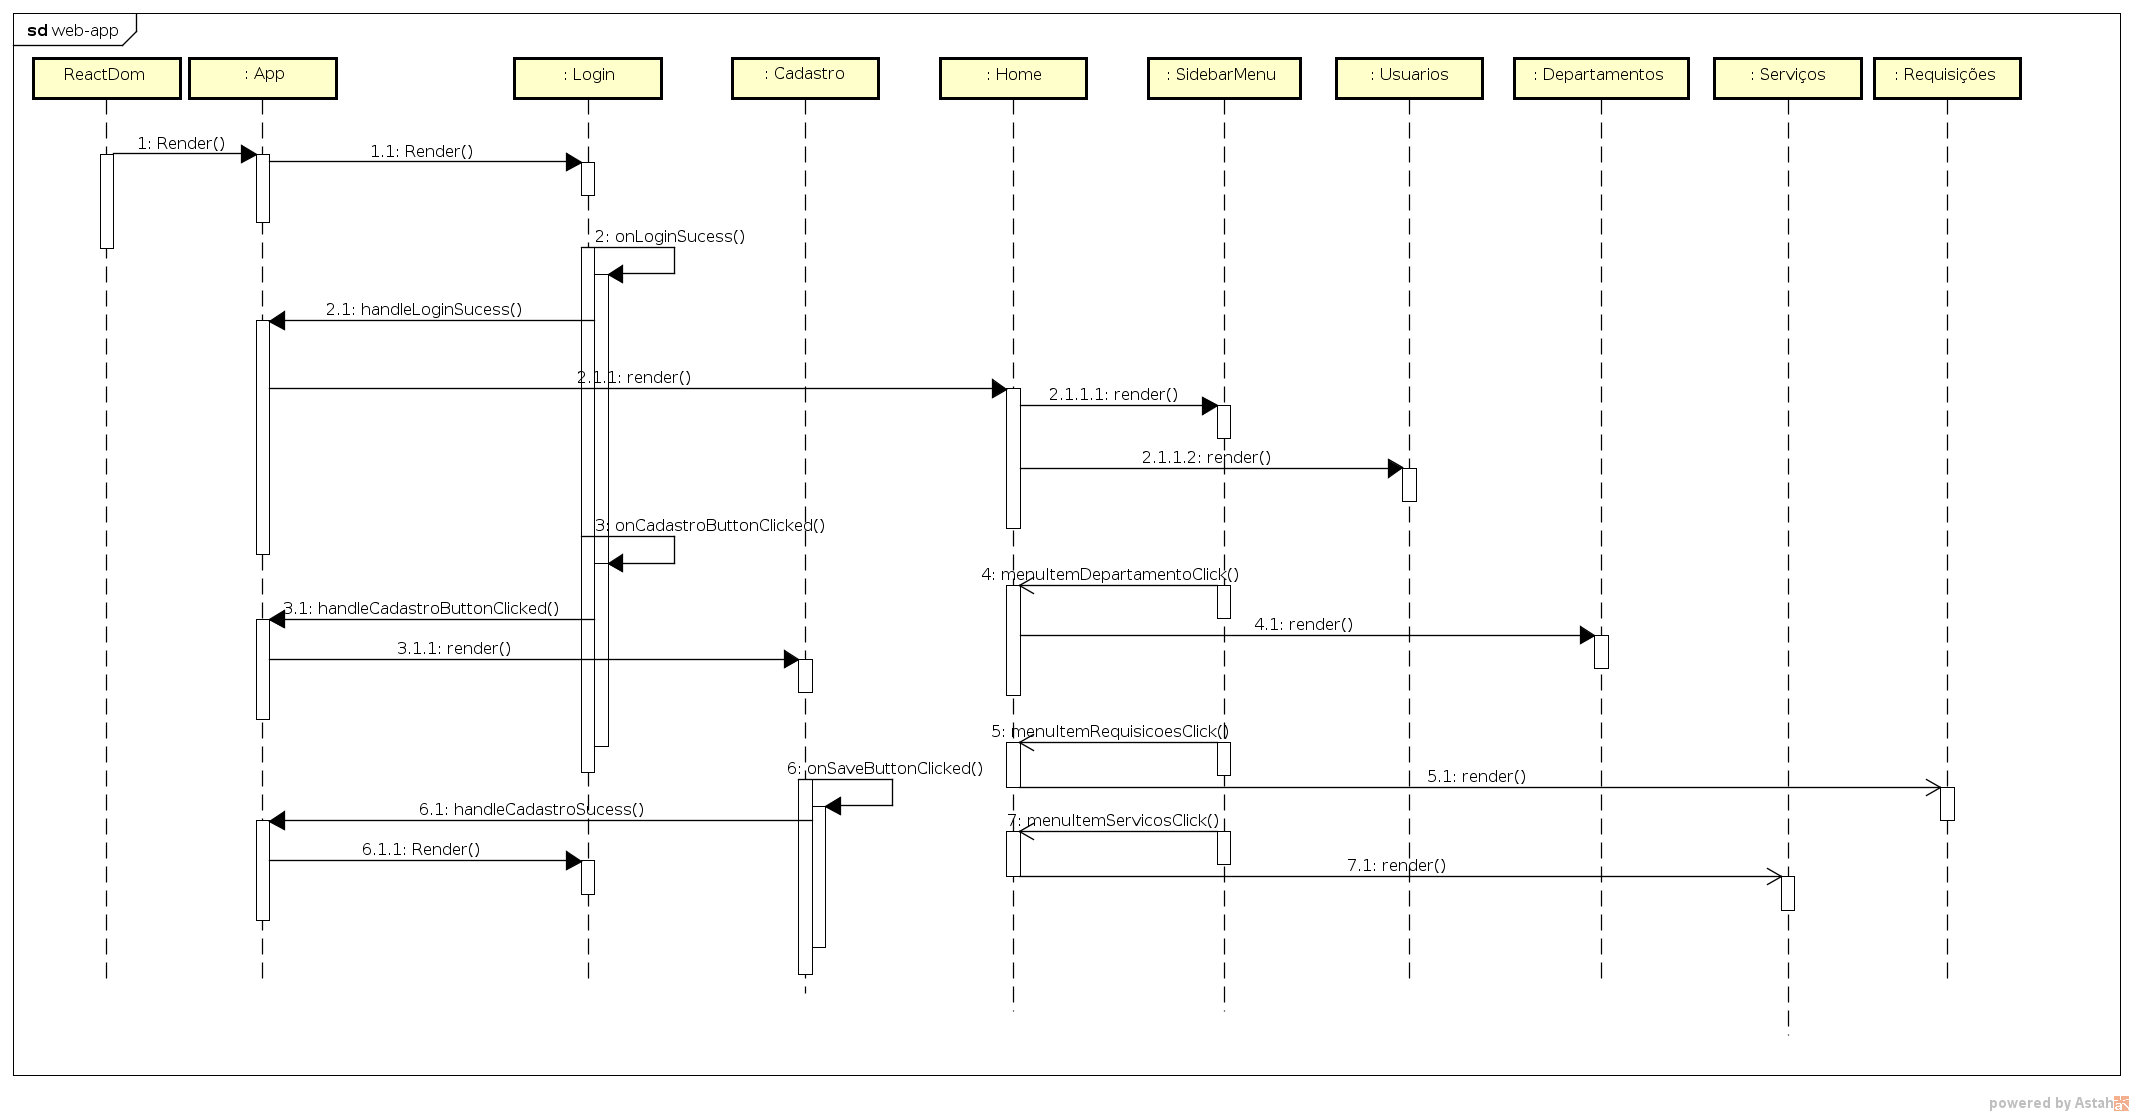 sd web-app
ReactDom
: App
: Login
: Cadastro
: Home
: SidebarMenu
: Usuarios
: Departamentos
: Serviços
: Requisições
1: Render()
1.1: Render()
2: onLoginSucess()
2.1: handleLoginSucess()
2.1.1: render()
2.1.1.1: render()
2.1.1.2: render()
3: onCadastroButtonClicked()
4: menuItemDepartamentoClick()
3.1: handleCadastroButtonClicked()
4.1: render()
3.1.1: render()
5: menuItemRequisicoesClick()
6: onSaveButtonClicked()
5.1: render()
6.1: handleCadastroSucess()
7: menuItemServicosClick()
6.1.1: Render()
7.1: render()
powered by Astah